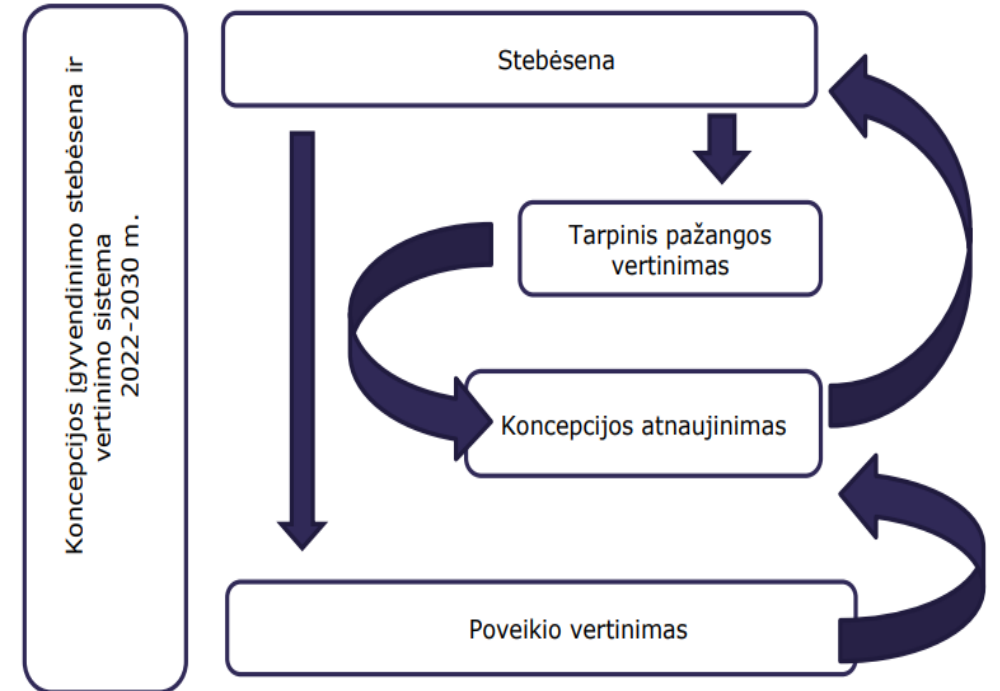 Koncepcijos įgyvendinimo stebėsena ir
vertinimo sistema
2022-2030 m.
Stebėsena
Tarpinis pažangos
vertinimas
Koncepcijos atnaujinimas
Poveikio vertinimas